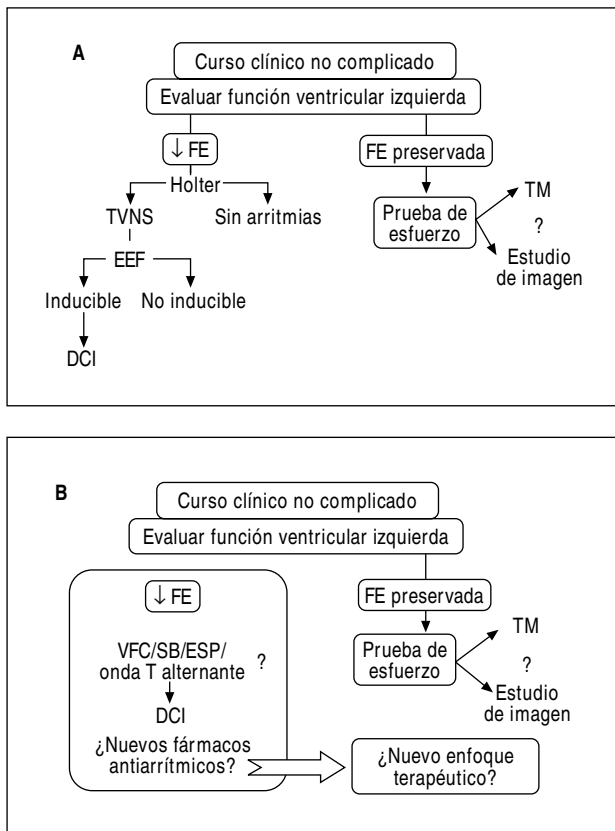 A
Curso clínico no complicado
Evaluar función ventricular izquierda
↓ FE
FE preservada
Holter
TVNS
Sin arritmias
Prueba de
esfuerzo
TM
?
Estudio
de imagen
EEF
Inducible
No inducible
DCI
B
Curso clínico no complicado
Evaluar función ventricular izquierda
↓ FE
FE preservada
VFC/SB/ESP/
onda T alternante
?
DCI
¿Nuevos fármacos
antiarrítmicos?
Prueba de
esfuerzo
TM
?
Estudio
de imagen
¿Nuevo enfoque
terapéutico?